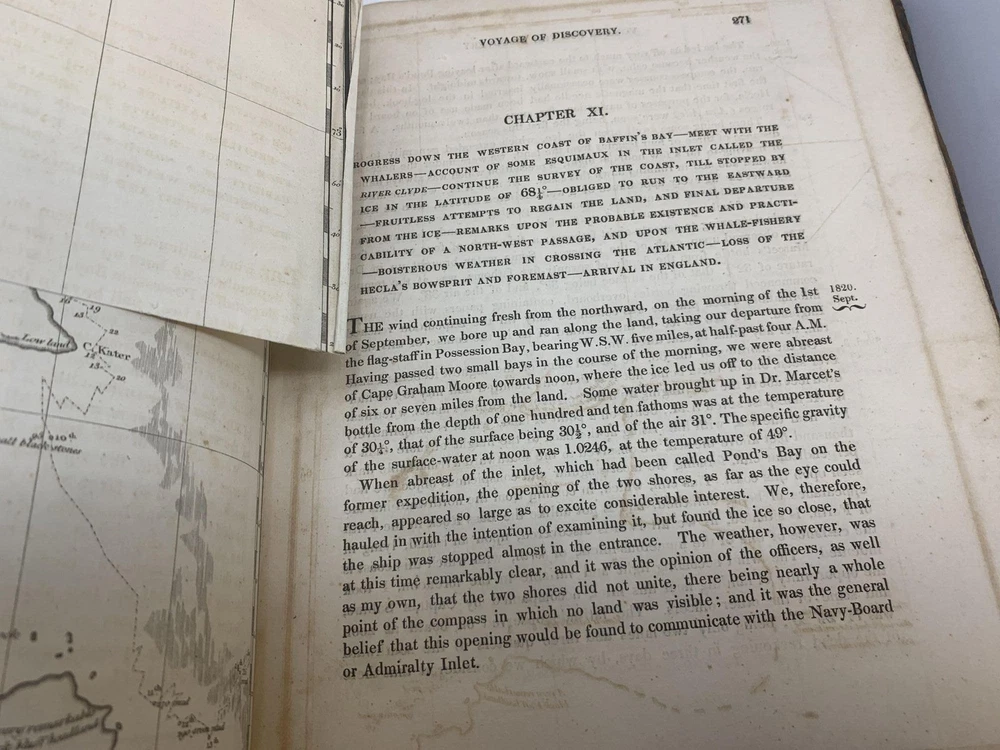 VOYAGE OF DISCOVERY.
271
CHAPTER XI.
ROGRESS DOWN THE WESTERN COAST OF BAFFIN'S BAY—MEET WITH THE
WHALERS—ACCOUNT OF SOME ESQUIMAUX IN THE INLET CALLED THE
RIVER CLYDE—CONTINUE THE SURVEY OF THE COAST, TILL STOPPED BY
ICE IN THE LATITUDE OF 68¼°—OBLIGED TO RUN TO THE EASTWARD
—FRUITLESS ATTEMPTS TO REGAIN THE LAND, AND FINAL DEPARTURE
FROM THE ICE—REMARKS UPON THE PROBABLE EXISTENCE AND PRACTI-
CABILITY OF A NORTH-WEST PASSAGE, AND UPON THE WHALE-FISHERY
—BOISTEROUS WEATHER IN CROSSING THE ATLANTIC—LOSS OF THE
HECLA'S BOWSPRIT AND FOREMAST—ARRIVAL IN ENGLAND.
THE wind continuing fresh from the northward, on the morning of the 1st
1820.
Sept.
of September, we bore up and ran along the land, taking our departure from
the flag-staff in Possession Bay, bearing W.S.W. five miles, at half-past four A.M.
Having passed two small bays in the course of the morning, we were abreast
of Cape Graham Moore towards noon, where the ice led us off to the distance
of six or seven miles from the land. Some water brought up in Dr. Marcet's
bottle from the depth of one hundred and ten fathoms was at the temperature
of 30¼°, that of the surface being 30½°, and of the air 31°. The specific gravity
of the surface-water at noon was 1.0246, at the temperature of 49°.
When abreast of the inlet, which had been called Pond's Bay on the
former expedition, the opening of the two shores, as far as the eye could
reach, appeared so large as to excite considerable interest. We, therefore,
hauled in with the intention of examining it, but found the ice so close, that
the ship was stopped almost in the entrance. The weather, however, was
at this time remarkably clear, and it was the opinion of the officers, as well
as my own, that the two shores did not unite, there being nearly a whole
point of the compass in which no land was visible; and it was the general
belief that this opening would be found to communicate with the Navy-Board
or Admiralty Inlet.
Low land
C. Kater
19
22
20
black stones
remarkable
bluff headland